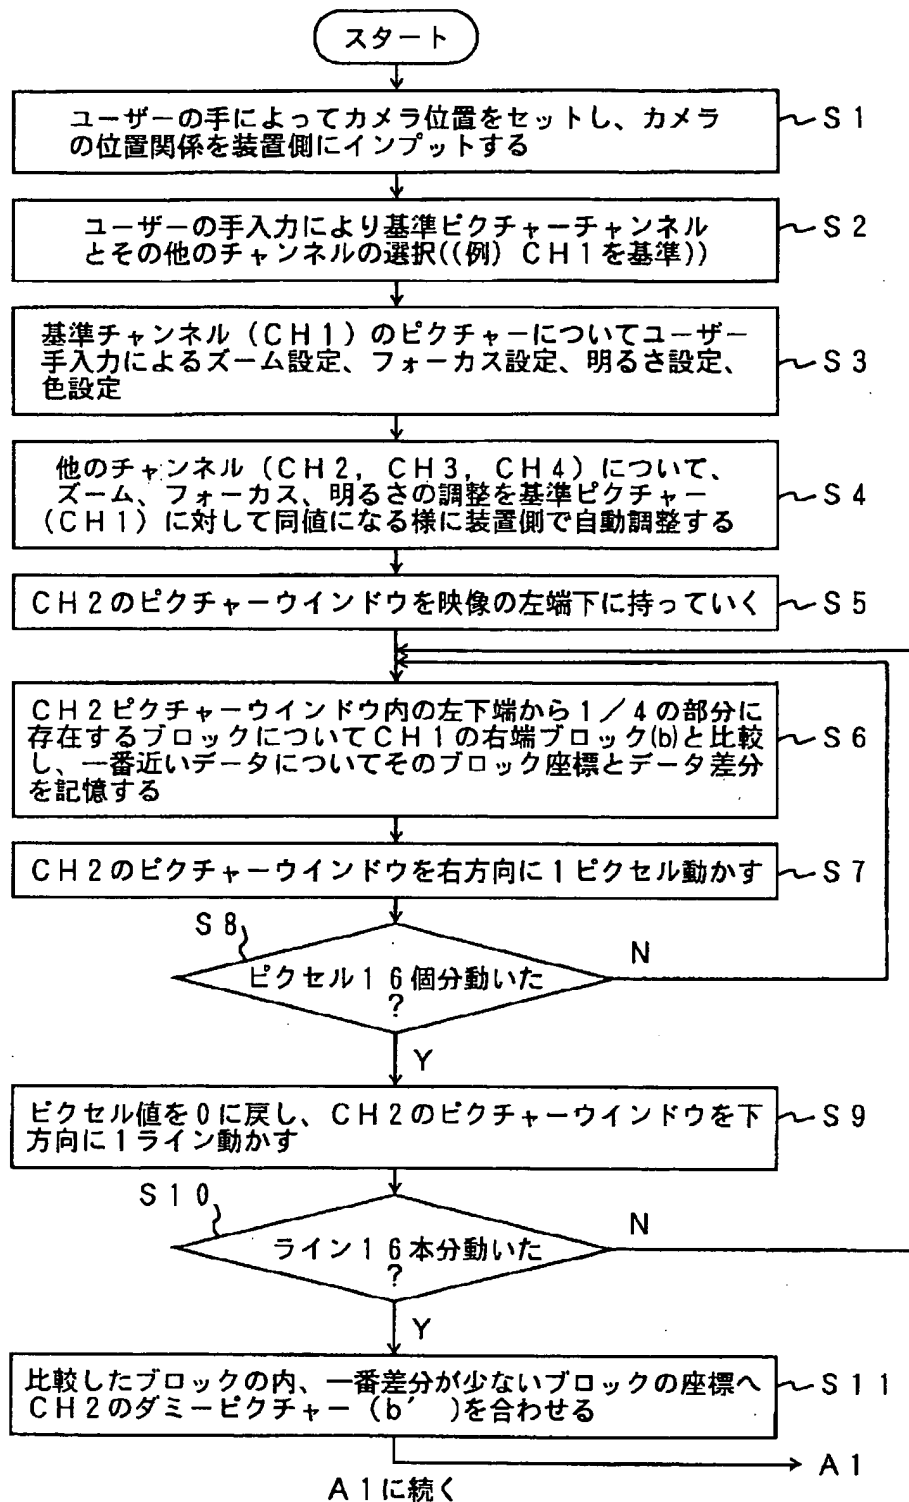 スタート
ユーザーの手によってカメラ位置をセットし、カメラ
の位置関係を装置側にインプットする
S1
ユーザーの手入力により基準ピクチャーチャンネル
とその他のチャンネルの選択((例)CH1を基準))
S2
基準チャンネル(CH1)のピクチャーについてユーザー
手入力によるズーム設定、フォーカス設定、明るさ設定、
色設定
S3
他のチャンネル(CH2,CH3,CH4)について、
ズーム、フォーカス、明るさの調整を基準ピクチャー
(CH1)に対して同値になる様に装置側で自動調整する
S4
CH2のピクチャーウインドウを映像の左端下に持っていく
S5
CH2ピクチャーウインドウ内の左下端から1/4の部分に
存在するブロックについてCH1の右端ブロック(b)と比較
し、一番近いデータについてそのブロック座標とデータ差分
を記憶する
S6
CH2のピクチャーウインドウを右方向に1ピクセル動かす
S7
S8
ピクセル16個分動いた
?
N
Y
ピクセル値を0に戻し、CH2のピクチャーウインドウを下
方向に1ライン動かす
S9
S10
ライン16本分動いた
?
N
Y
比較したブロックの内、一番差分が少ないブロックの座標へ
CH2のダミーピクチャー(b′)を合わせる
S11
A1
A1に続く